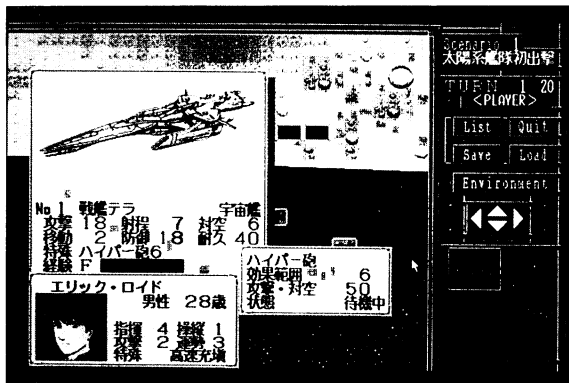 Scenario 1
太陽系艦隊初出撃
TURN 1 20
<PLAYER>
List Quit
Save Load
Environment
No 1 戦艦テラ 宇宙艦
攻撃 18 射程 7 対空 6
移動 2 防御 18 耐久 40
特殊 ハイパー砲6
経験 F
ハイパー砲
効果範囲 6
攻撃・対空 50
状態 待機中
エリック・ロイド
男性 28歳
指揮 4 操縦 1
攻撃 2 運勢 3
特殊 高速充填